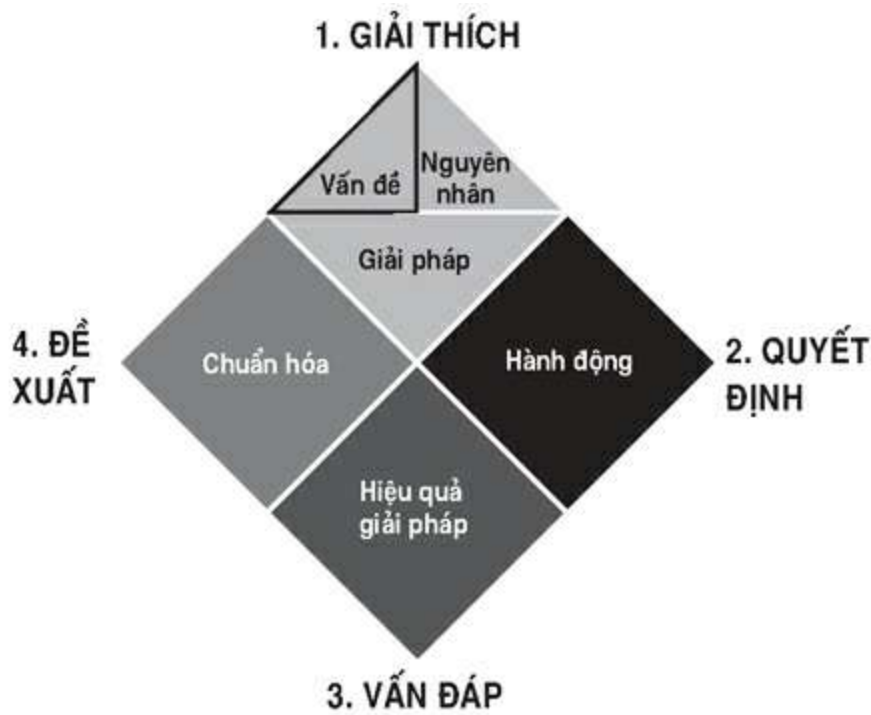 1. GIẢI THÍCH
Vấn đề
Nguyên
nhân
Giải pháp
4. ĐỀ
XUẤT
Chuẩn hóa
Hành động
2. QUYẾT
ĐỊNH
Hiệu quả
giải pháp
3. VẤN ĐÁP